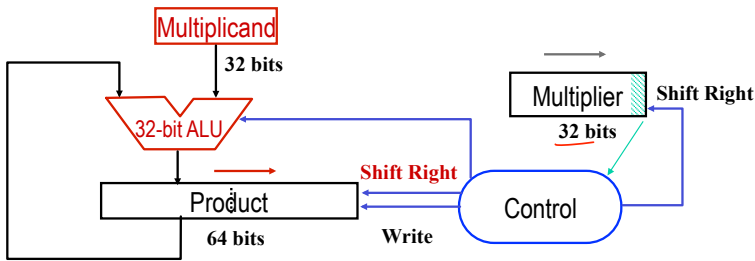 Multiplicand
32 bits
32-bit ALU
Multiplier
Shift Right
32 bits
Shift Right
Product
Control
64 bits
Write